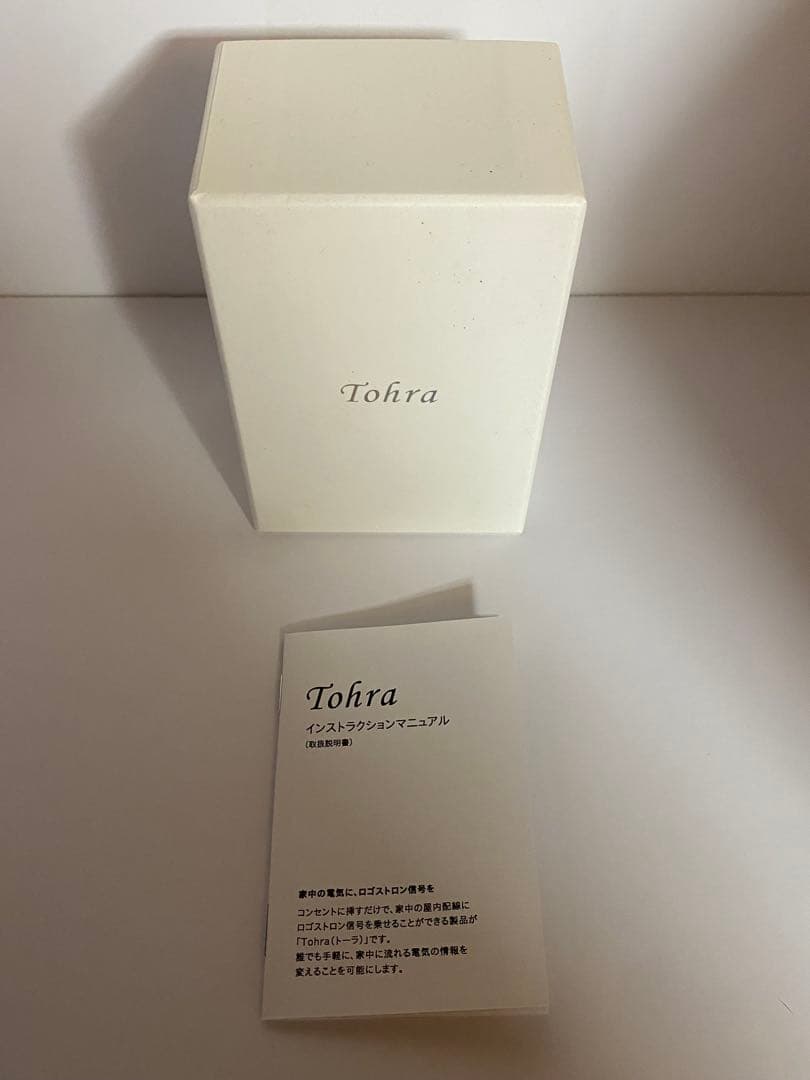 Tohra
Tohra
インストラクションマニュアル
(取扱説明書)
家中の電気に、ロゴストロン信号を
コンセントに挿すだけで、家中の屋内配線に
ロゴストロン信号を乗せることができる製品が
「Tohra(トーラ)」です。
誰でも手軽に、家中に流れる電気の情報を
変えることを可能にします。